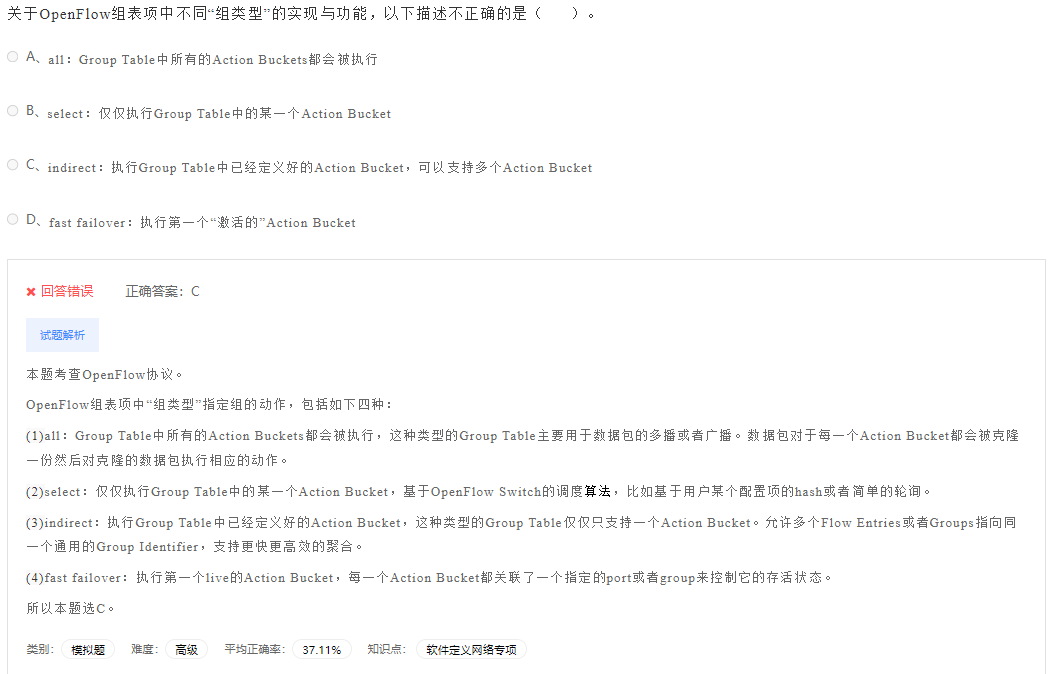 关于OpenFlow组表项中不同“组类型”的实现与功能，以下描述不正确的是（ ）。
A、all：Group Table中所有的Action Buckets都会被执行
B、select：仅仅执行Group Table中的某一个Action Bucket
C、indirect：执行Group Table中已经定义好的Action Bucket，可以支持多个Action Bucket
D、fast failover：执行第一个“激活的”Action Bucket
回答错误 正确答案：C
试题解析
本题考查OpenFlow协议。
OpenFlow组表项中“组类型”指定组的动作，包括如下四种：
(1)all：Group Table中所有的Action Buckets都会被执行，这种类型的Group Table主要用于数据包的多播或者广播。数据包对于每一个Action Bucket都会被克隆
一份然后对克隆的数据包执行相应的动作。
(2)select：仅仅执行Group Table中的某一个Action Bucket，基于OpenFlow Switch的调度算法，比如基于用户某个配置项的hash或者简单的轮询。
(3)indirect：执行Group Table中已经定义好的Action Bucket，这种类型的Group Table仅仅只支持一个Action Bucket。允许多个Flow Entries或者Groups指向同
一个通用的Group Identifier，支持更快更高效的聚合。
(4)fast failover：执行第一个live的Action Bucket，每一个Action Bucket都关联了一个指定的port或者group来控制它的存活状态。
所以本题选C。
类别： 模拟题 难度： 高级 平均正确率： 37.11% 知识点： 软件定义网络专项